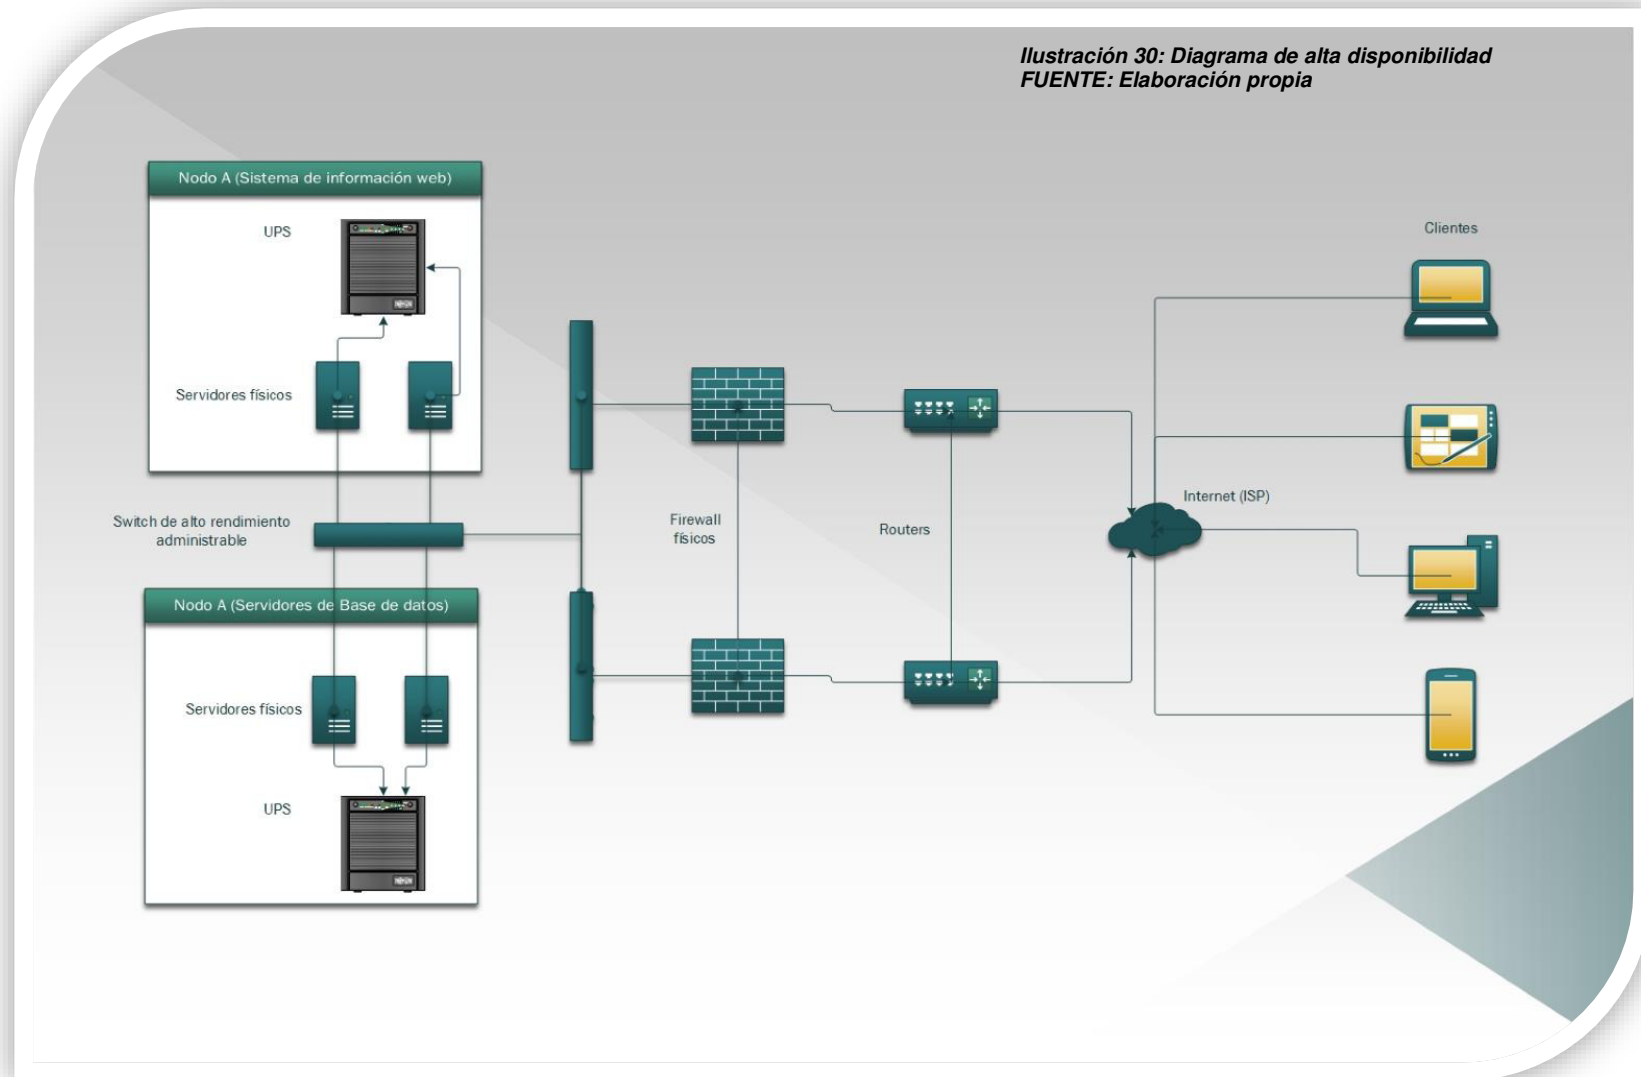 Ilustración 30: Diagrama de alta disponibilidad
FUENTE: Elaboración propia
Nodo A (Sistema de información web)
UPS
Servidores físicos
Switch de alto rendimiento
administrable
Nodo A (Servidores de Base de datos)
Servidores físicos
UPS
Firewall
físicos
Routers
Internet (ISP)
Clientes